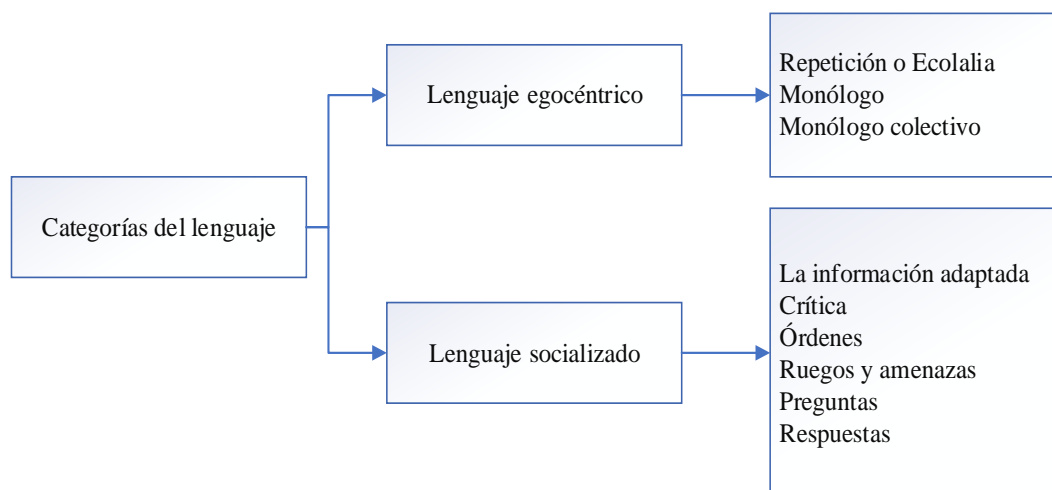 Categorías del lenguaje
Lenguaje egocéntrico
Repetición o Ecolalia
Monólogo
Monólogo colectivo
Lenguaje socializado
La información adaptada
Crítica
Órdenes
Ruegos y amenazas
Preguntas
Respuestas